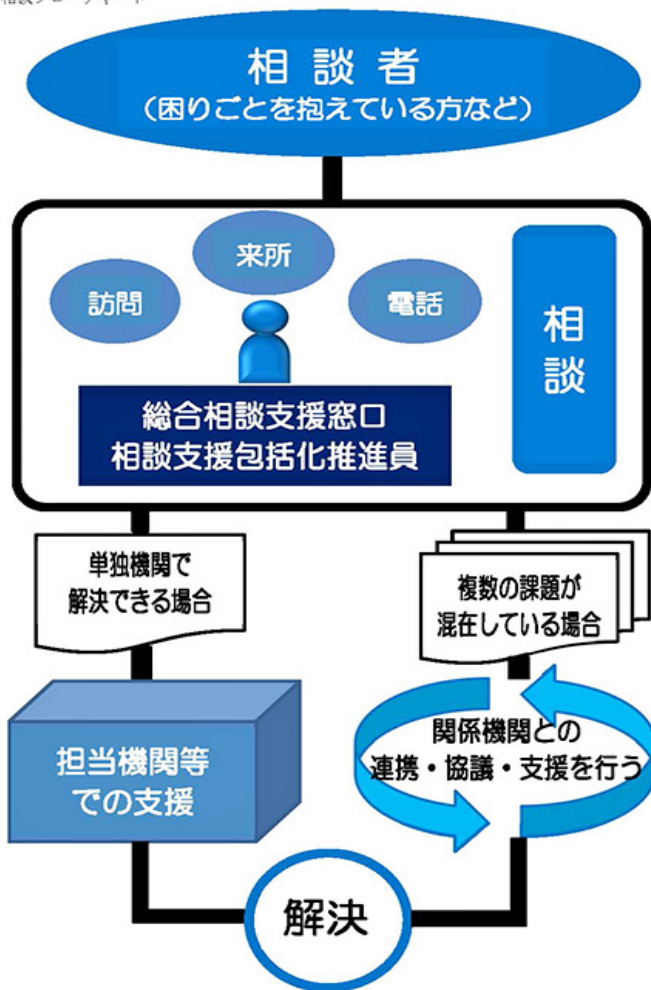 相談者
(困りごとを抱えている方など)
来所
訪問
電話
相談
総合相談支援窓口
相談支援包括化推進員
単独機関で
解決できる場合
複数の課題が
混在している場合
担当機関等
での支援
関係機関との
連携・協議・支援を行う
解決